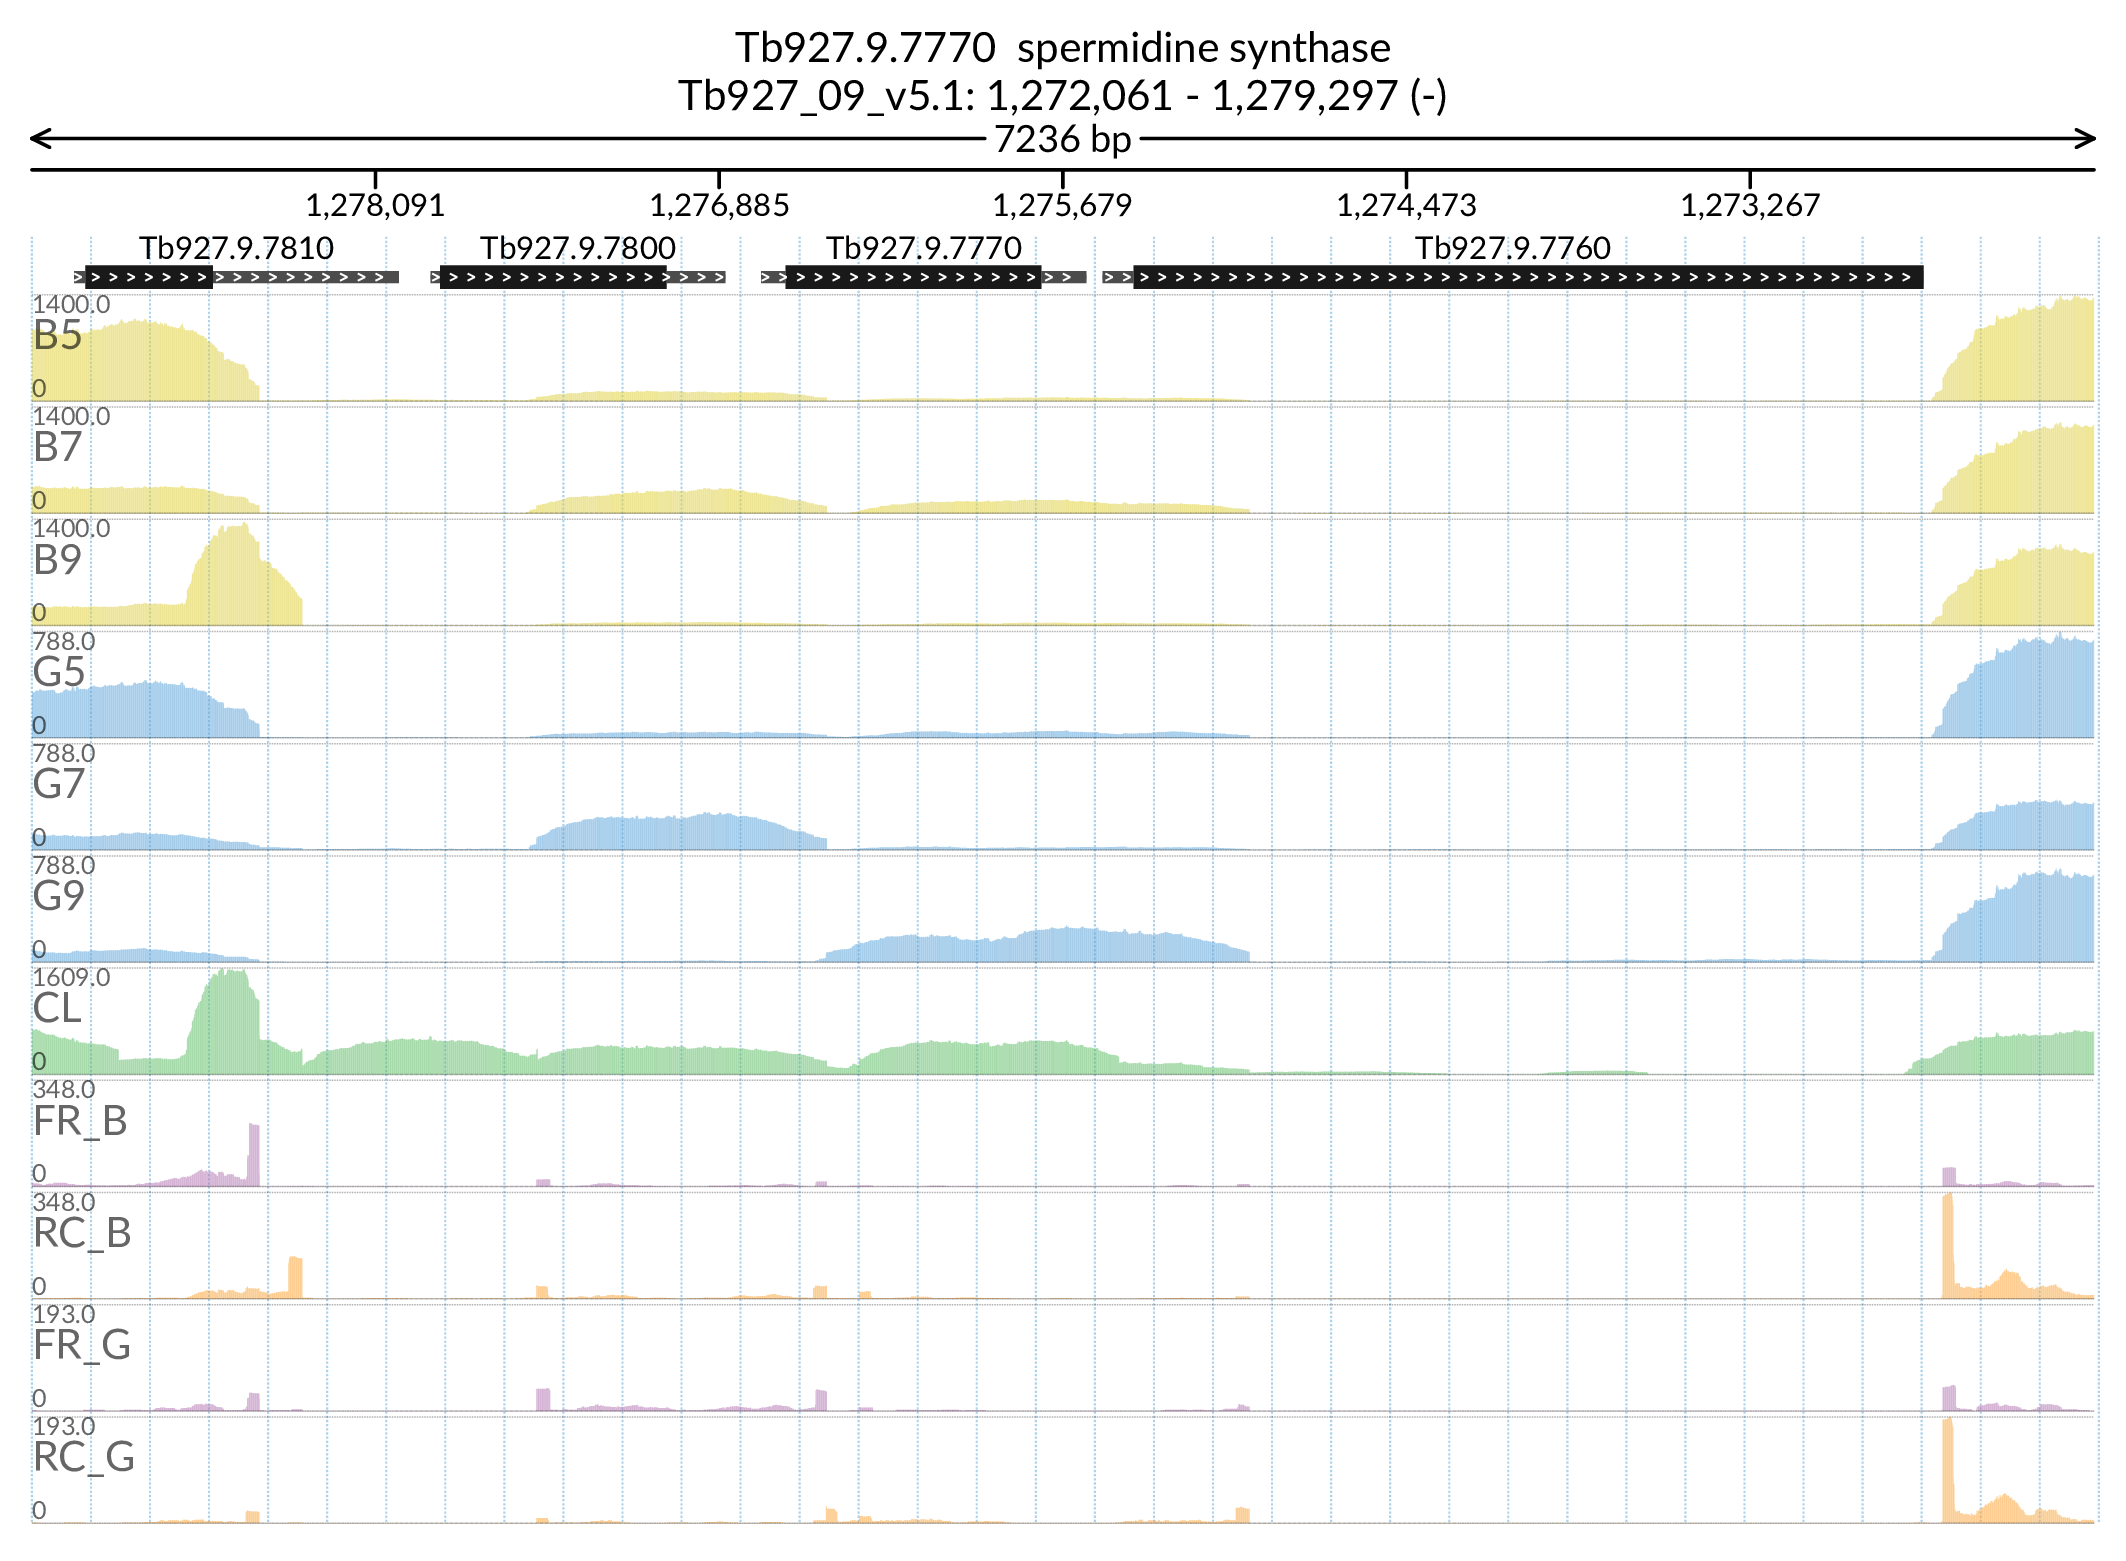 Tb927.9.7770 spermidine synthase
Tb927_09_v5.1: 1,272,061 - 1,279,297 (-)
7236 bp
1,278,091 1,276,885 1,275,679 1,274,473 1,273,267
Tb927.9.7810 Tb927.9.7800 Tb927.9.7770 Tb927.9.7760
1400.0
B5
0
1400.0
B7
0
1400.0
B9
0
788.0
G5
0
788.0
G7
0
788.0
G9
0
1609.0
CL
0
348.0
FR_B
0
348.0
RC_B
0
193.0
FR_G
0
193.0
RC_G
0